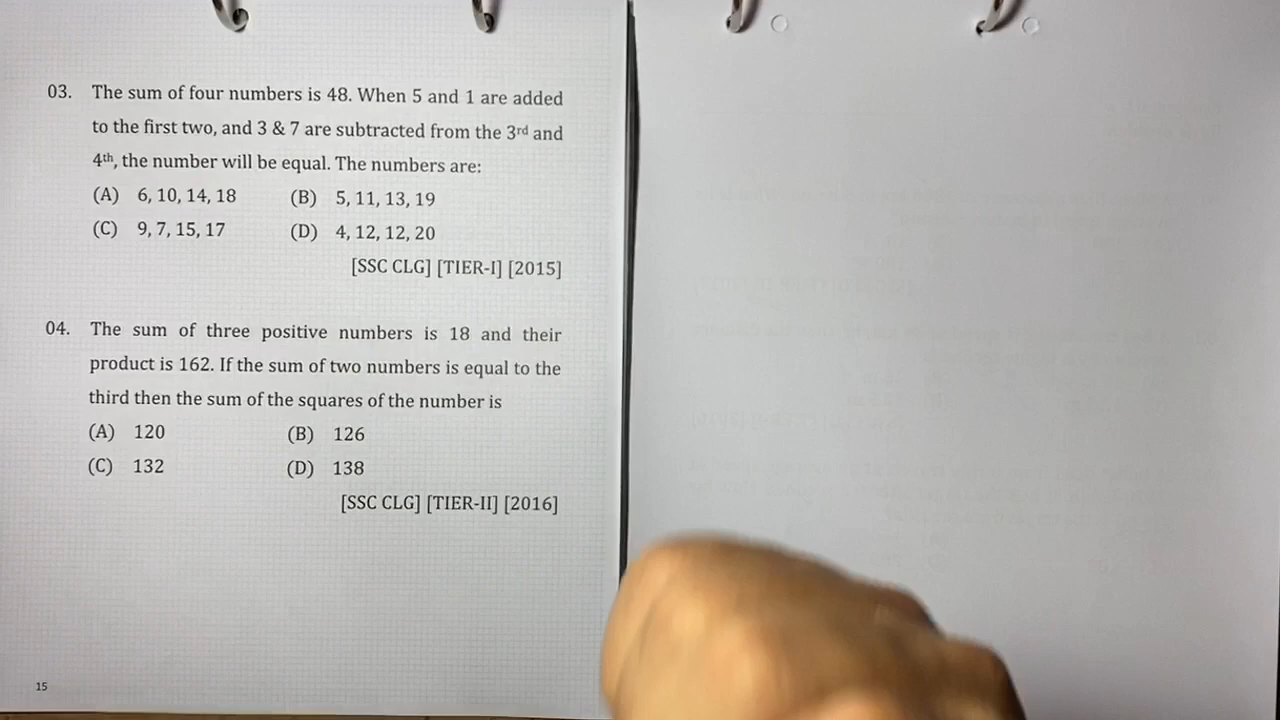 03. The sum of four numbers is 48. When 5 and 1 are added
to the first two, and 3 & 7 are subtracted from the 3rd and
4th, the number will be equal. The numbers are:
(A) 6, 10, 14, 18 (B) 5, 11, 13, 19
(C) 9, 7, 15, 17 (D) 4, 12, 12, 20
[SSC CLG] [TIER-I] [2015]
04. The sum of three positive numbers is 18 and their
product is 162. If the sum of two numbers is equal to the
third then the sum of the squares of the number is
(A) 120 (B) 126
(C) 132 (D) 138
[SSC CLG] [TIER-II] [2016]
15